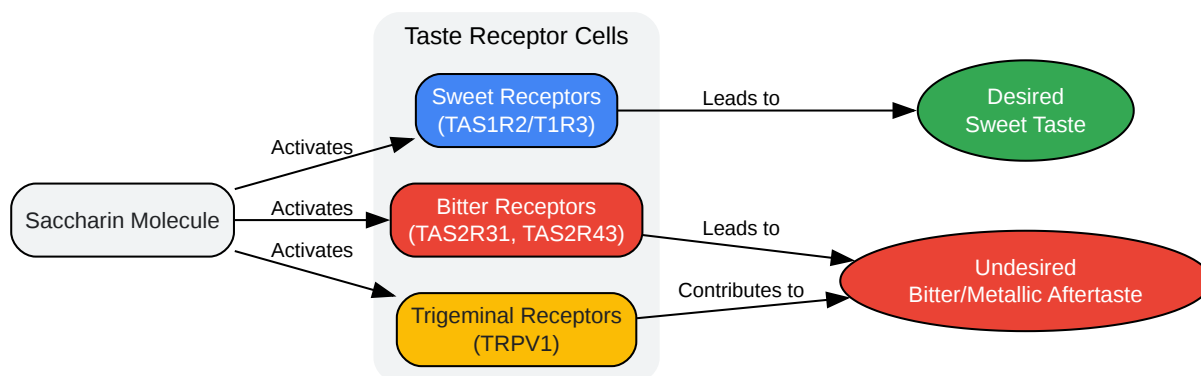 Taste Receptor Cells
Sweet Receptors
(TAS1R2/T1R3)
Leads to
Desired
Sweet Taste
Activates
Saccharin Molecule
Activates
Bitter Receptors
(TAS2R31, TAS2R43)
Leads to
Undesired
Bitter/Metallic Aftertaste
Activates
Trigeminal Receptors
(TRPV1)
Contributes to